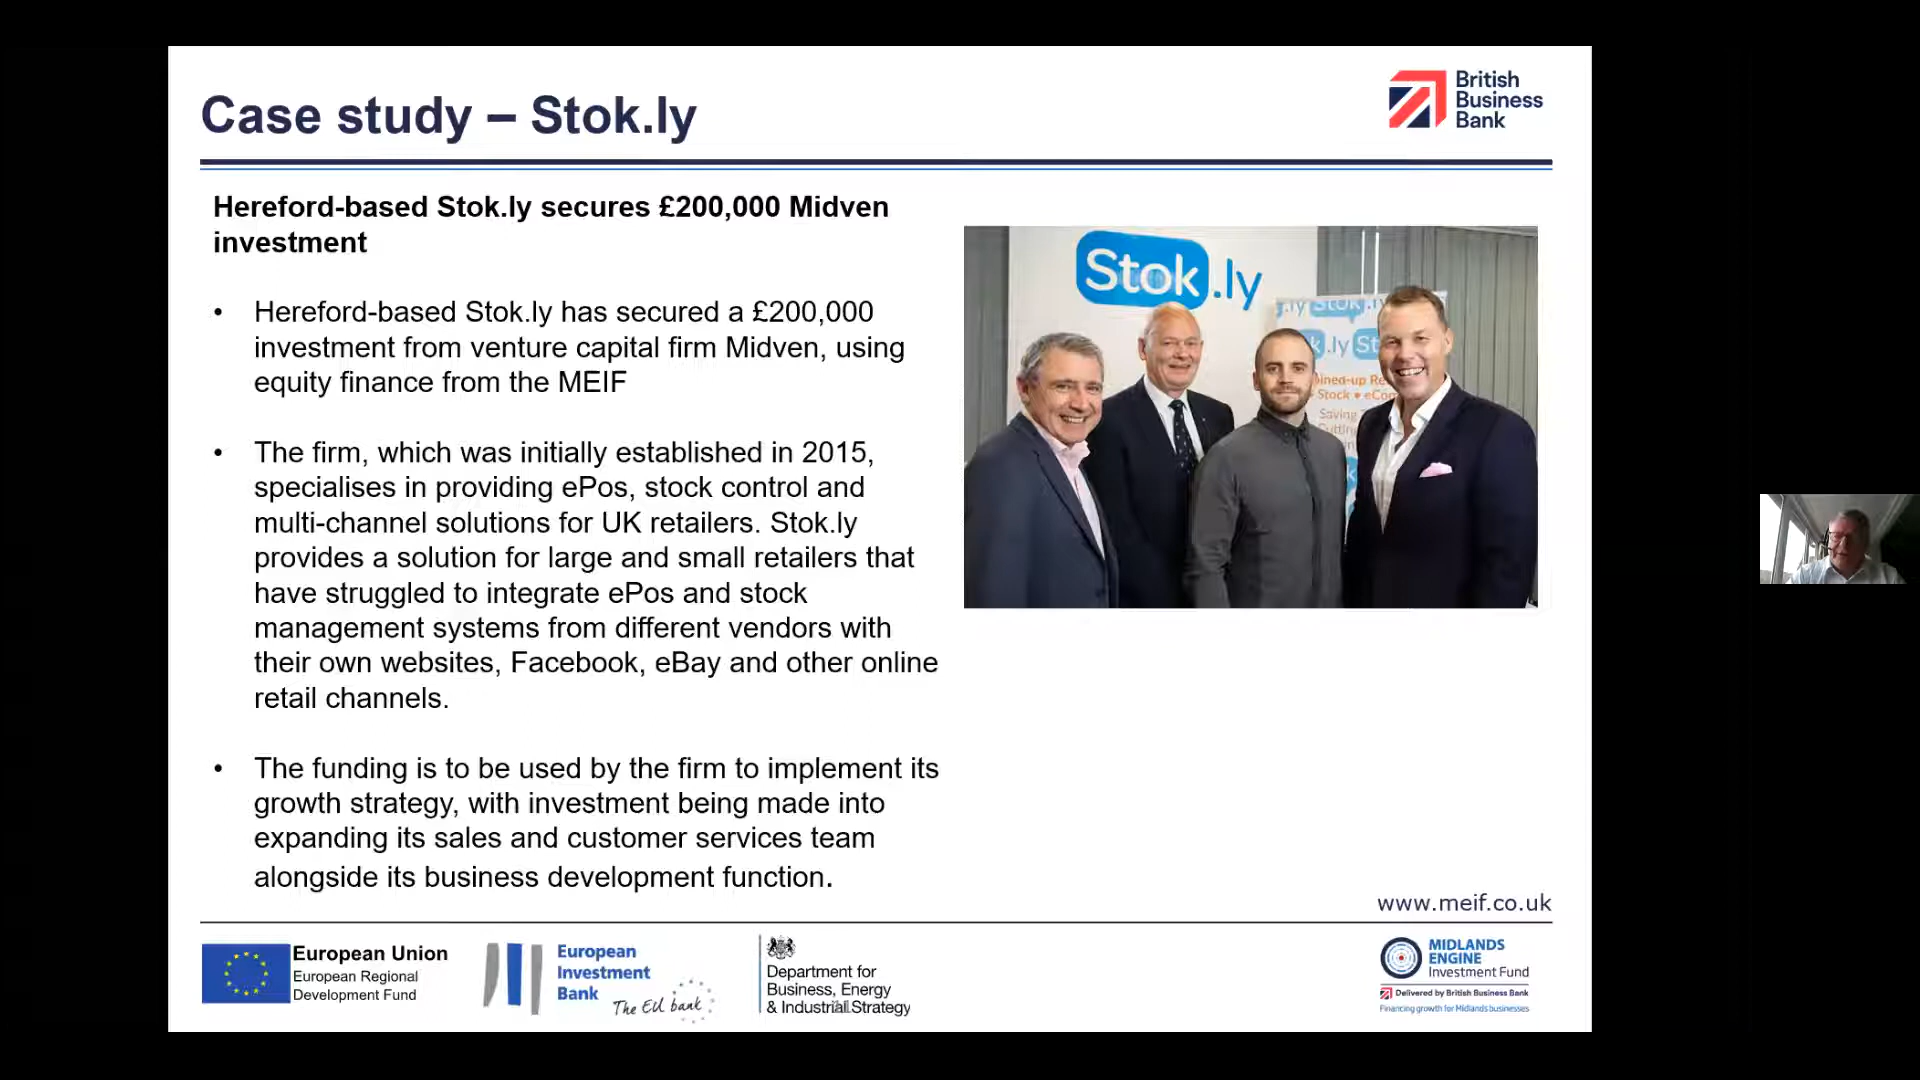 Case study – Stok.ly
British
Business
Bank
Hereford-based Stok.ly secures £200,000 Midven
investment
• Hereford-based Stok.ly has secured a £200,000
investment from venture capital firm Midven, using
equity finance from the MEIF
• The firm, which was initially established in 2015,
specialises in providing ePos, stock control and
multi-channel solutions for UK retailers. Stok.ly
provides a solution for large and small retailers that
have struggled to integrate ePos and stock
management systems from different vendors with
their own websites, Facebook, eBay and other online
retail channels.
• The funding is to be used by the firm to implement its
growth strategy, with investment being made into
expanding its sales and customer services team
alongside its business development function.
Stok.ly
.ly Stok.ly
.ly St
Stock • eCo
Saving
www.meif.co.uk
European Union
European Regional
Development Fund
European
Investment
Bank
The EU bank
Department for
Business, Energy
& Industrial Strategy
MIDLANDS
ENGINE
Investment Fund
Delivered by British Business Bank
Financing growth for Midlands businesses